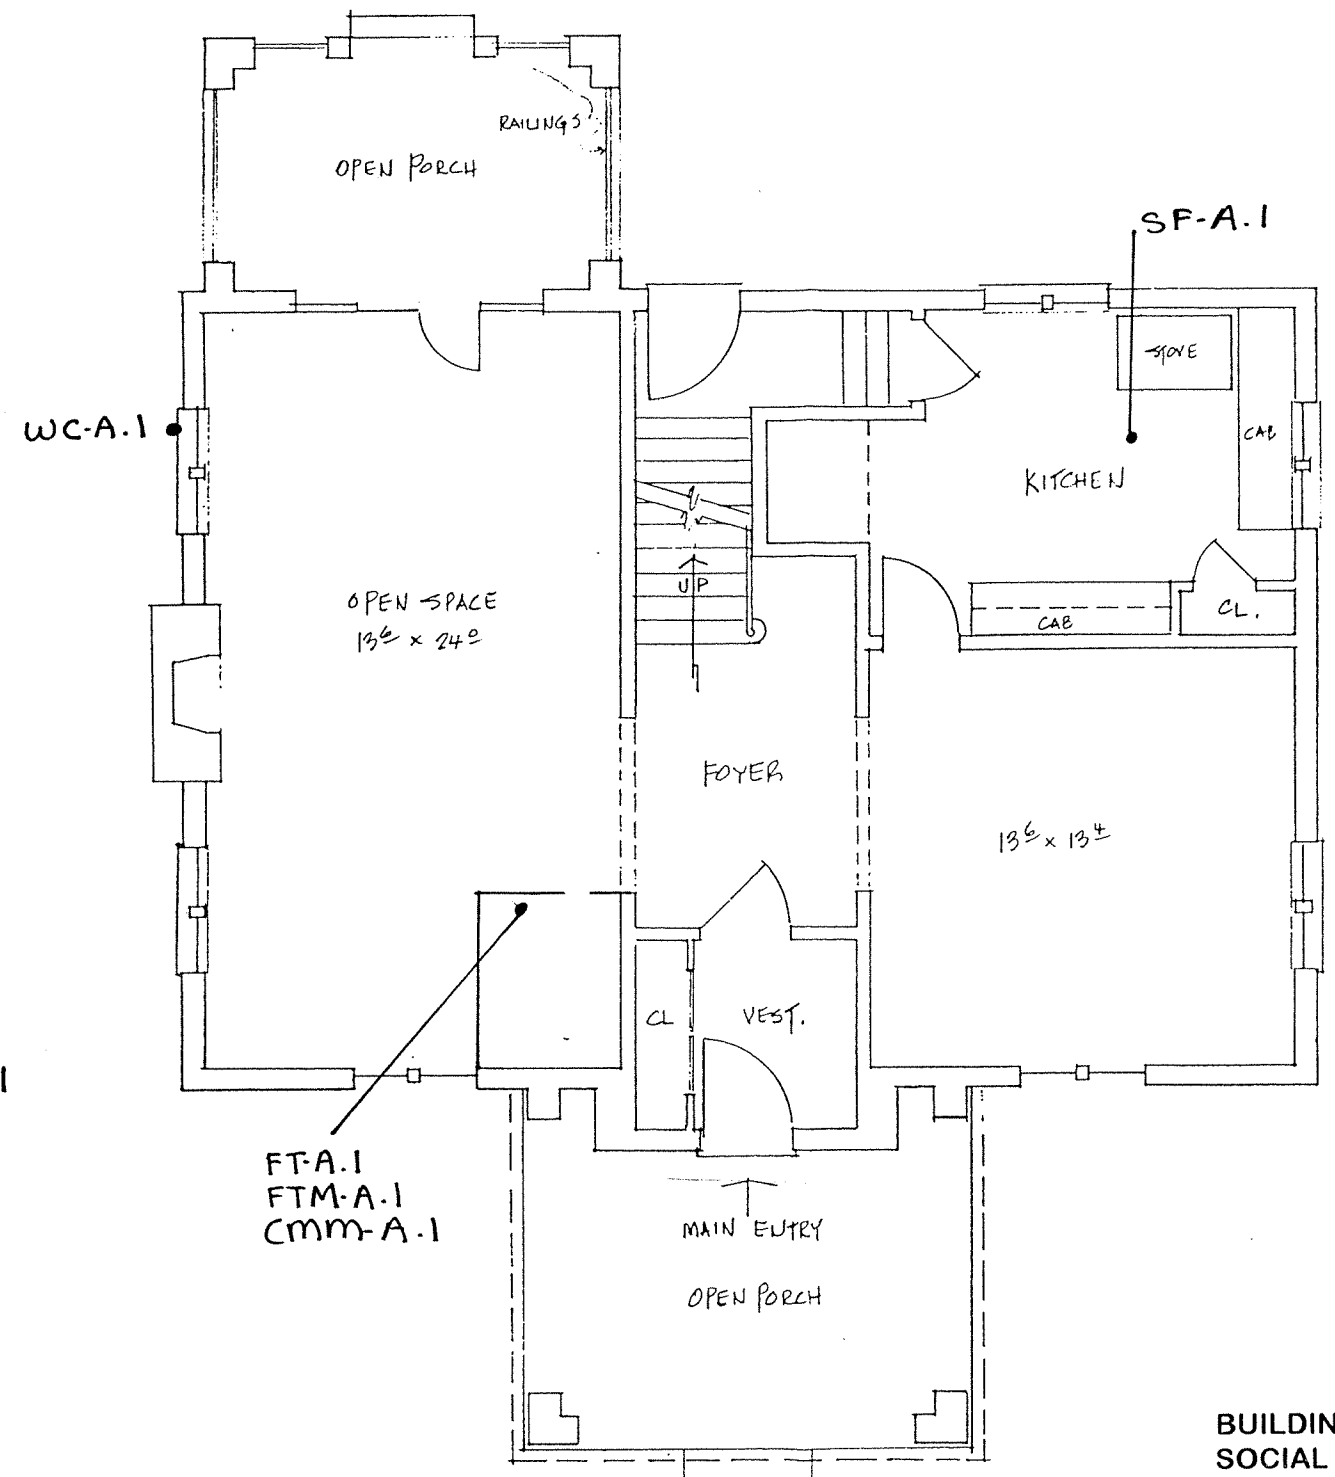 RAILINGS
OPEN PORCH
SF-A.1
STOVE
WC-A.1
CAB
KITCHEN
UP
OPEN SPACE
13⁶ x 24⁰
CL.
CAB
FOYER
13⁶ x 13⁴
CL
VEST.
FT-A.1
FTM-A.1
CMM-A.1
MAIN ENTRY
OPEN PORCH
BUILDIN
SOCIAL